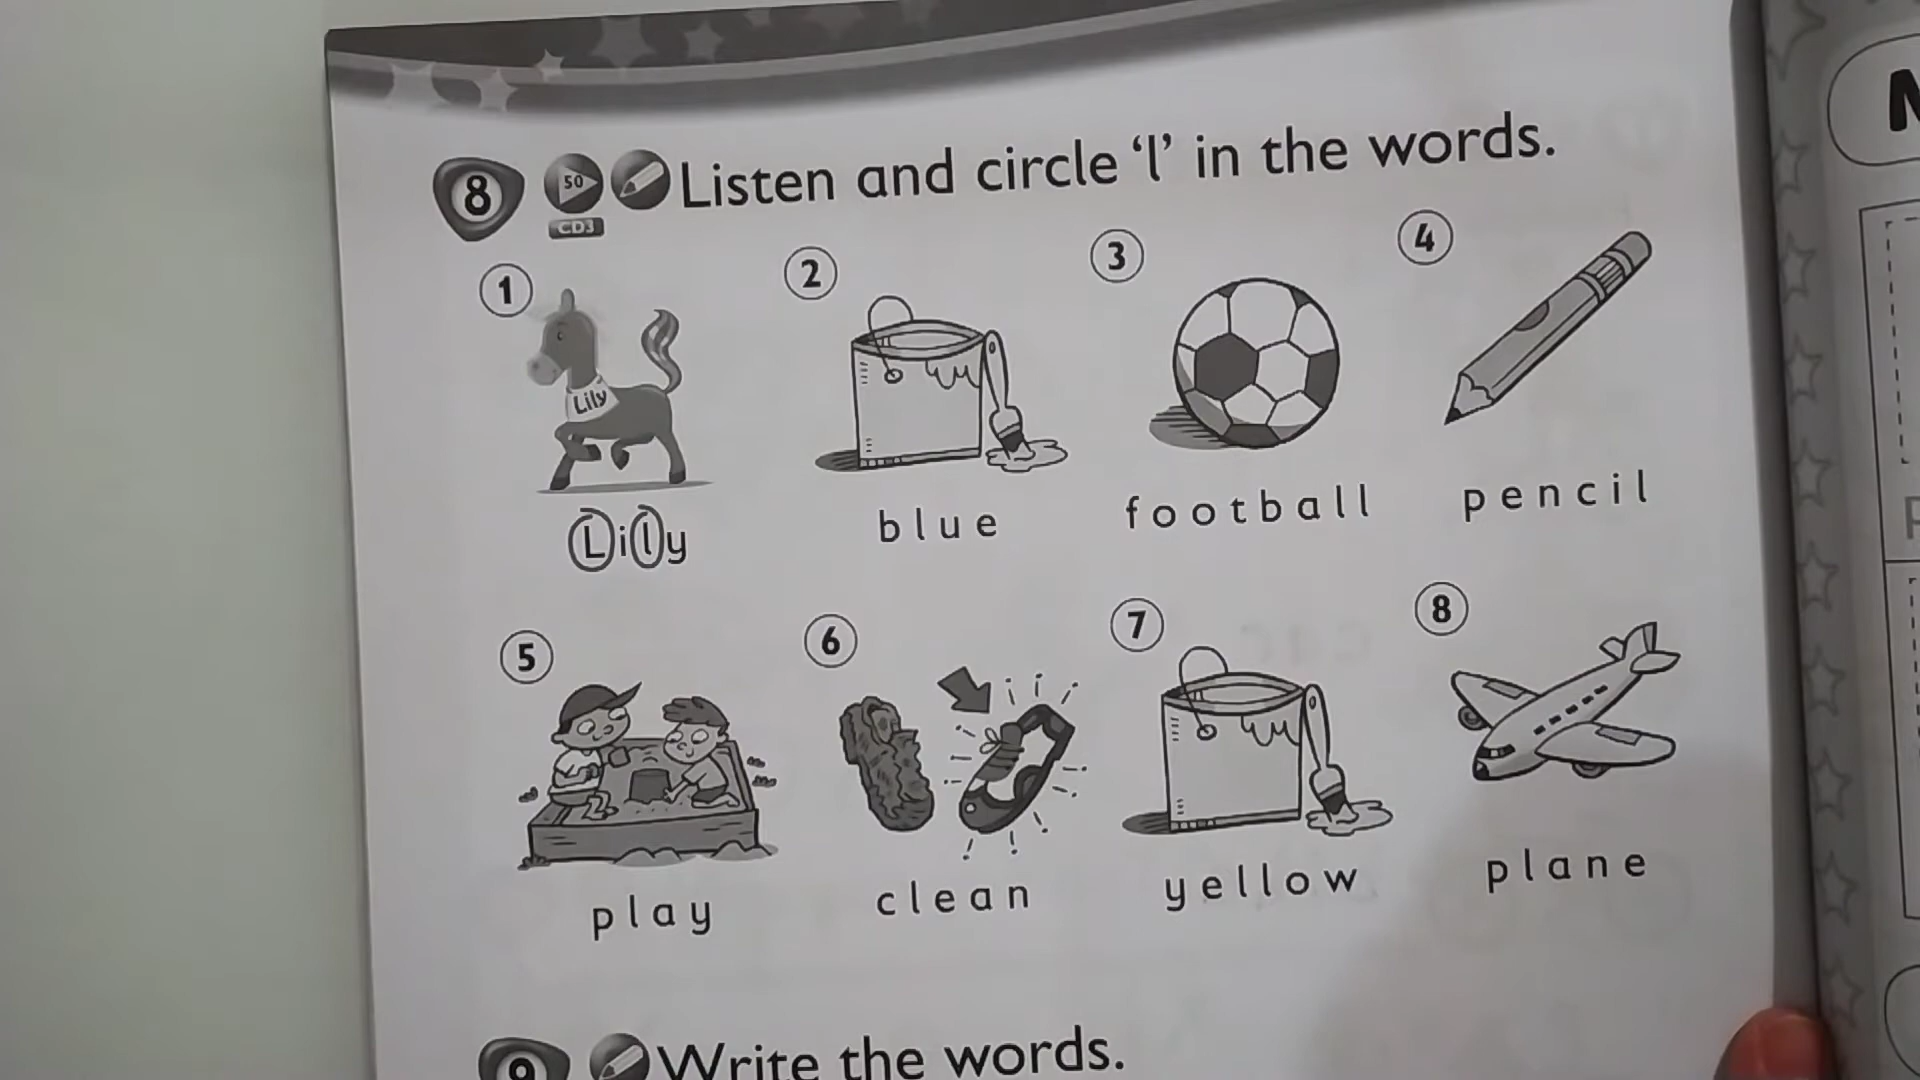 8 50 Listen and circle ‘l’ in the words.
CD3
1 2 3 4
Lily
Lily blue football pencil
5 6 7 8
play clean yellow plane
9 Write the words.